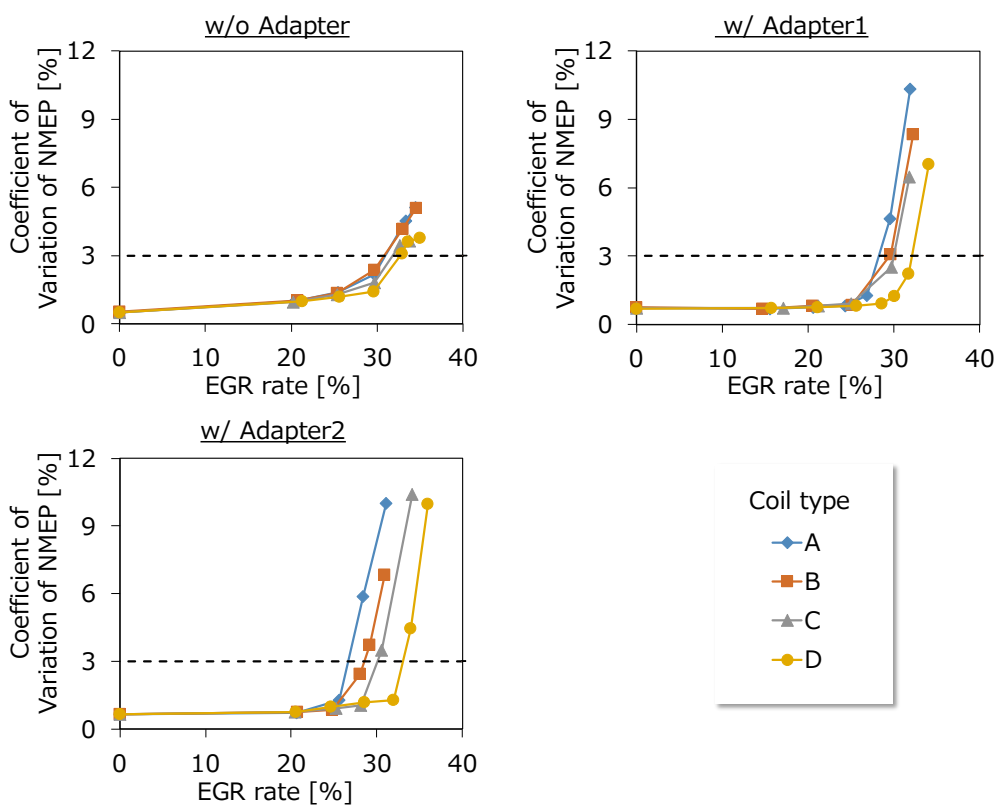 w/o Adapter
Coefficient of
Variation of NMEP [%]
12
9
6
3
0
0
10
20
30
40
EGR rate [%]
w/ Adapter1
Coefficient of
Variation of NMEP [%]
12
9
6
3
0
0
10
20
30
40
EGR rate [%]
w/ Adapter2
Coefficient of
Variation of NMEP [%]
12
9
6
3
0
0
10
20
30
40
EGR rate [%]
Coil type
A
B
C
D